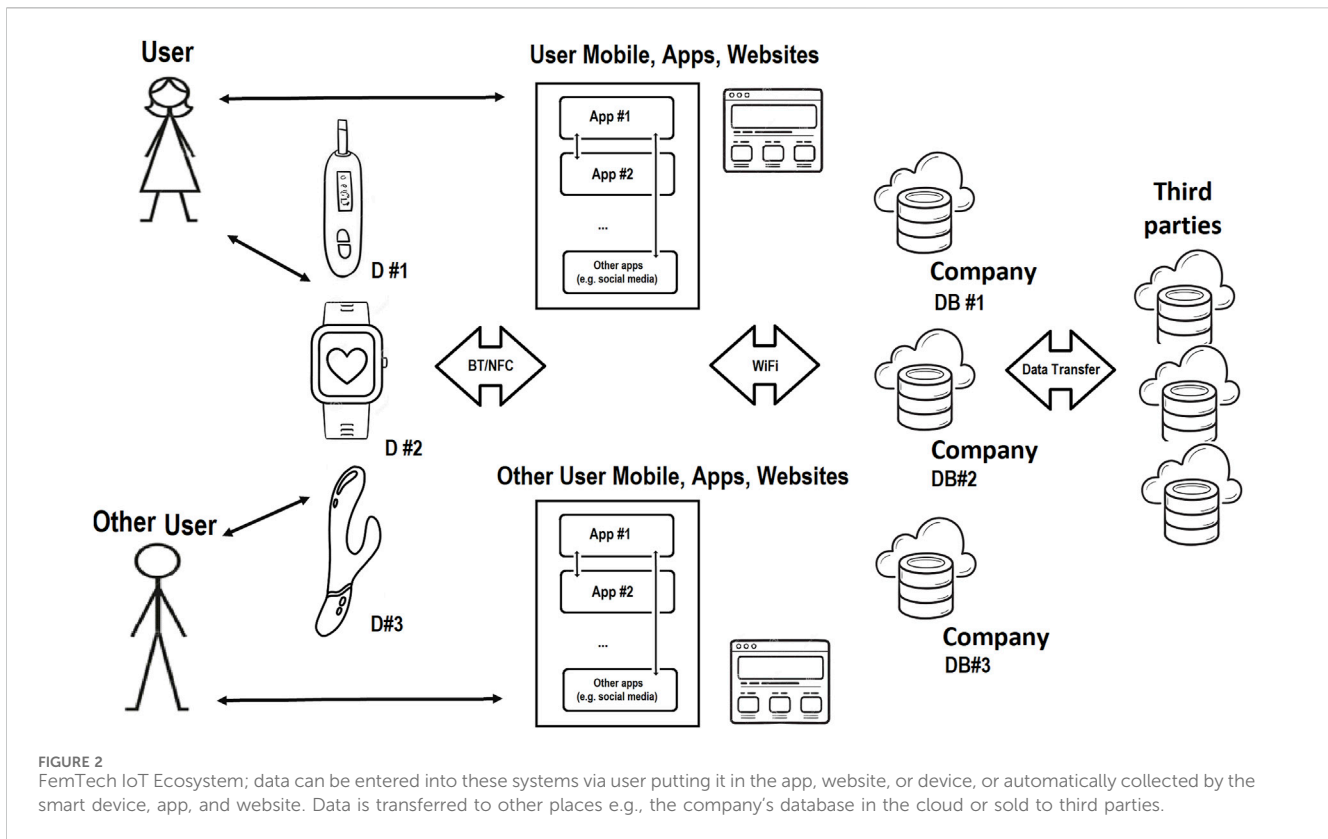 User
User Mobile, Apps, Websites
App #1
App #2
...
Other apps
(e.g. social media)
D #1
Third
parties
Company
DB #1
BT/NFC
WiFi
Data Transfer
D #2
Company
DB#2
Other User Mobile, Apps, Websites
Other User
App #1
App #2
...
Other apps
(e.g. social media)
D#3
Company
DB#3
FIGURE 2
FemTech IoT Ecosystem; data can be entered into these systems via user putting it in the app, website, or device, or automatically collected by the
smart device, app, and website. Data is transferred to other places e.g., the company's database in the cloud or sold to third parties.